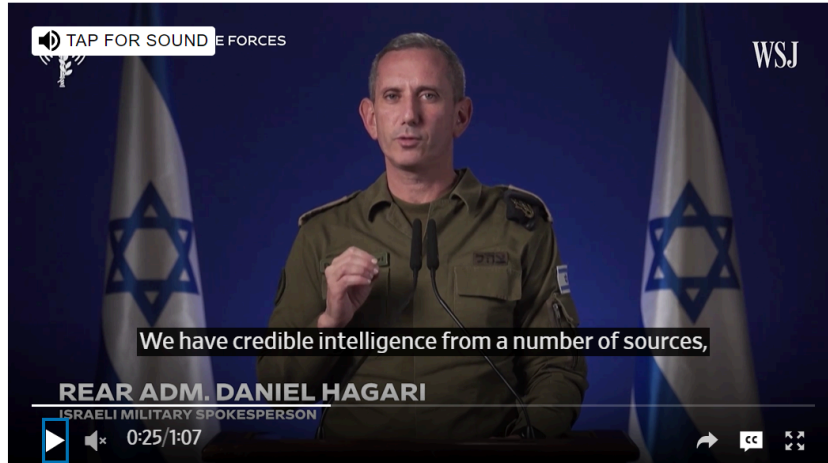 TAP FOR SOUND E FORCES
WSJ
צה״ל
We have credible intelligence from a number of sources,
REAR ADM. DANIEL HAGARI
ISRAELI MILITARY SPOKESPERSON
0:25/1:07
CC